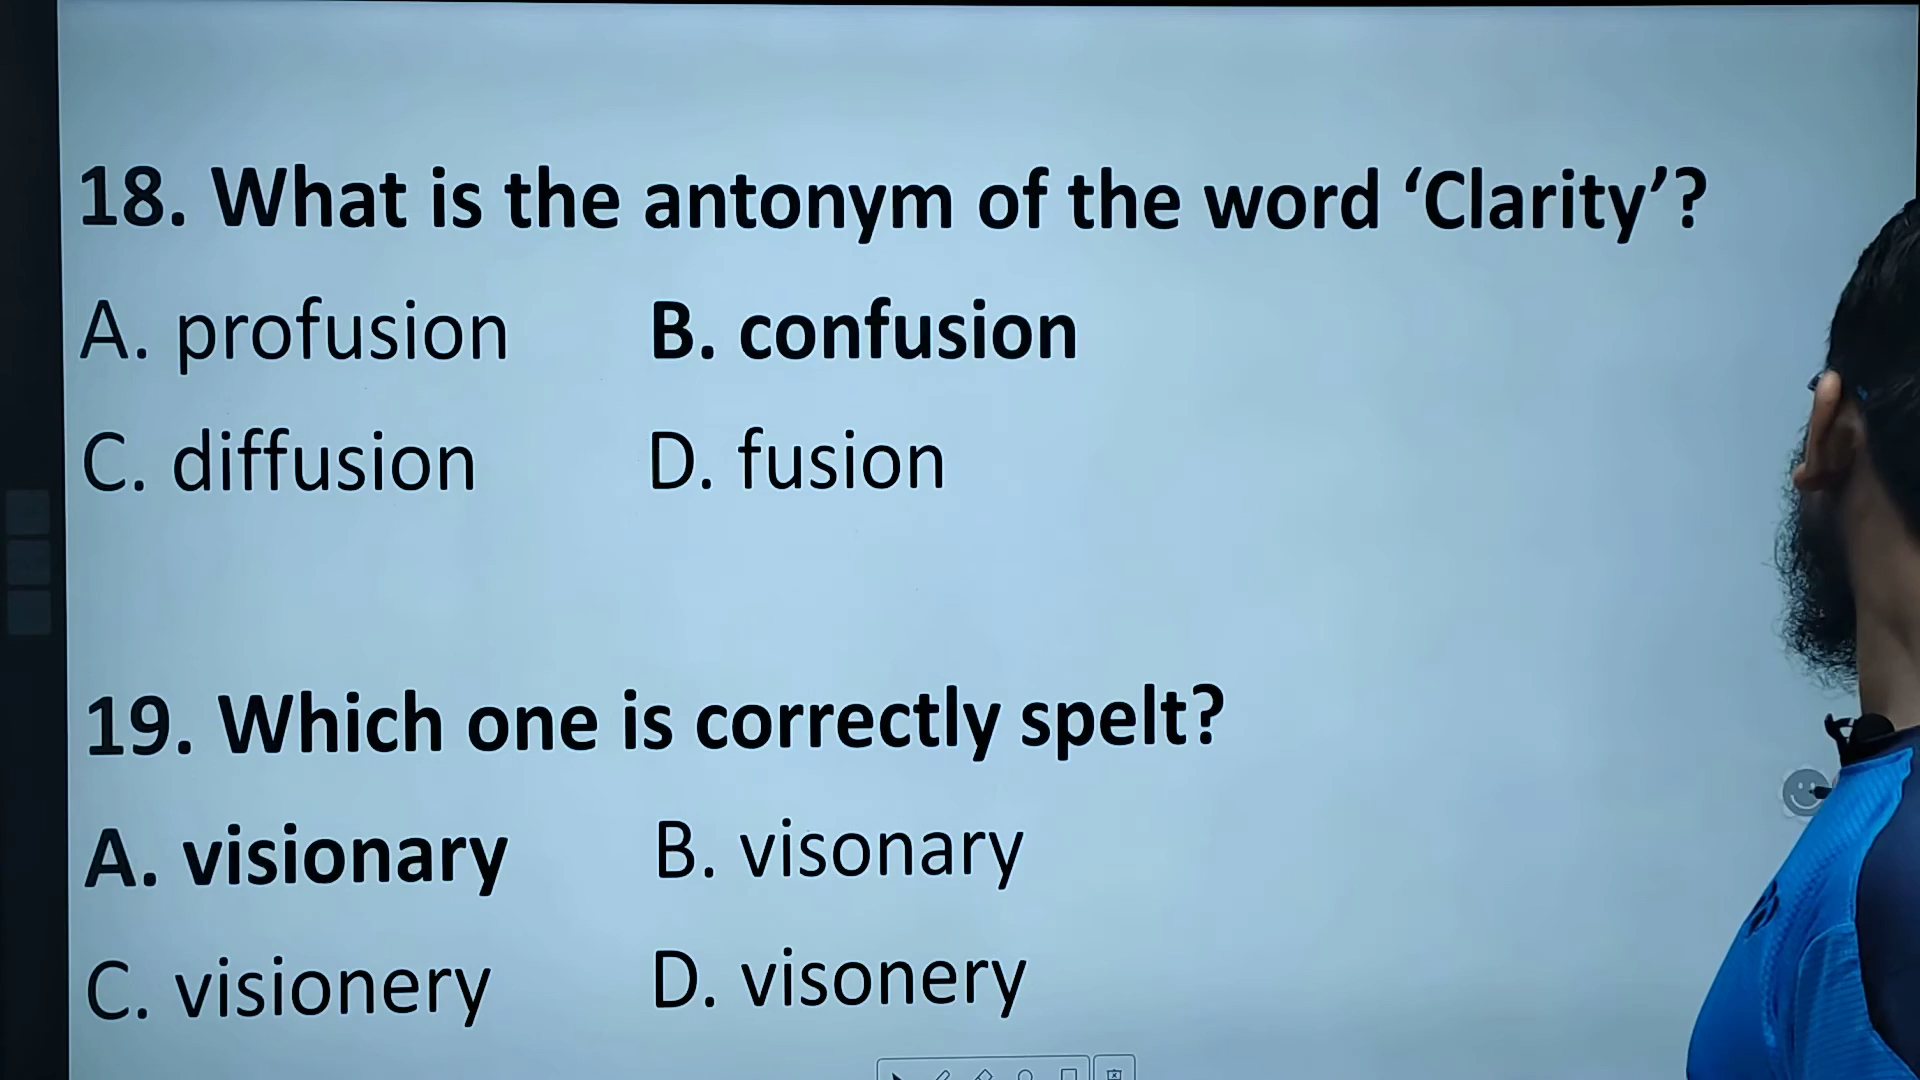 18. What is the antonym of the word ‘Clarity’?
A. profusion B. confusion
C. diffusion D. fusion
19. Which one is correctly spelt?
A. visionary B. visonary
C. visionery D. visonery